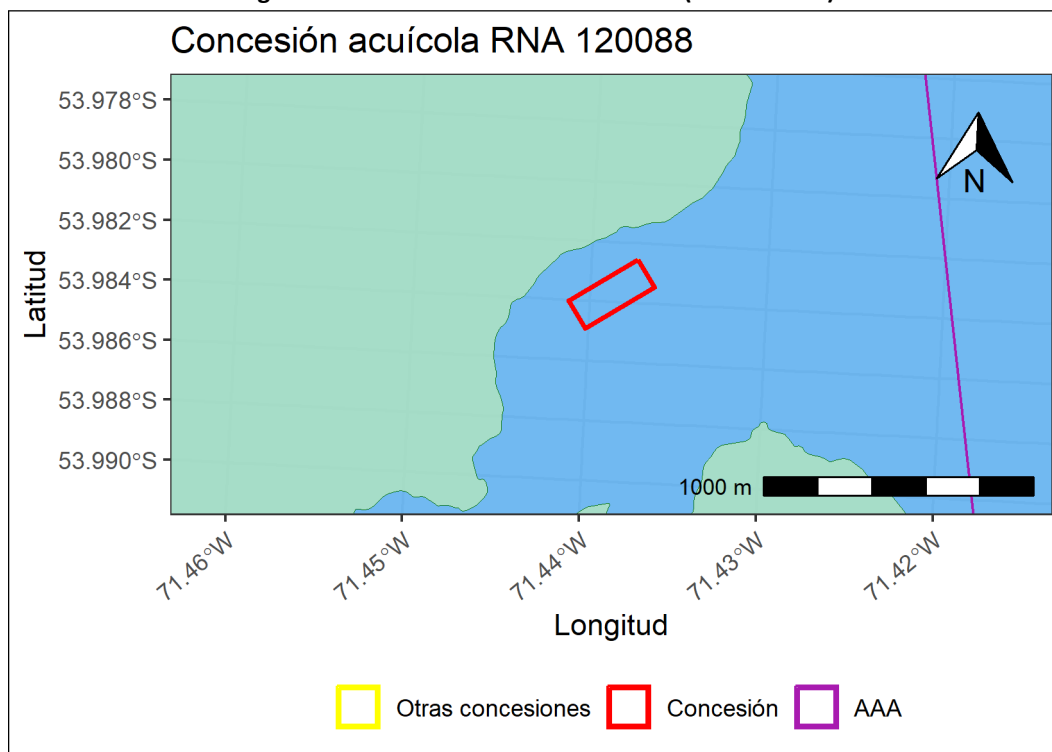 Concesión acuícola RNA 120088
53.978°S
53.980°S
53.982°S
53.984°S
53.986°S
53.988°S
53.990°S
Latitud
N
1000 m
71.46°W
71.45°W
71.44°W
71.43°W
71.42°W
Longitud
Otras concesiones Concesión AAA